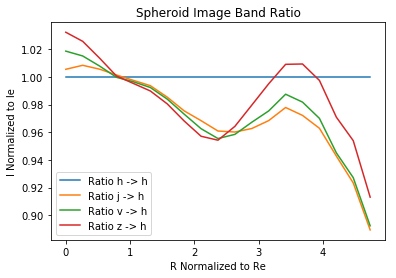 Spheroid Image Band Ratio
I Normalized to Ie
1.02
1.00
0.98
0.96
0.94
0.92
0.90
Ratio h -> h
Ratio j -> h
Ratio v -> h
Ratio z -> h
0 1 2 3 4
R Normalized to Re